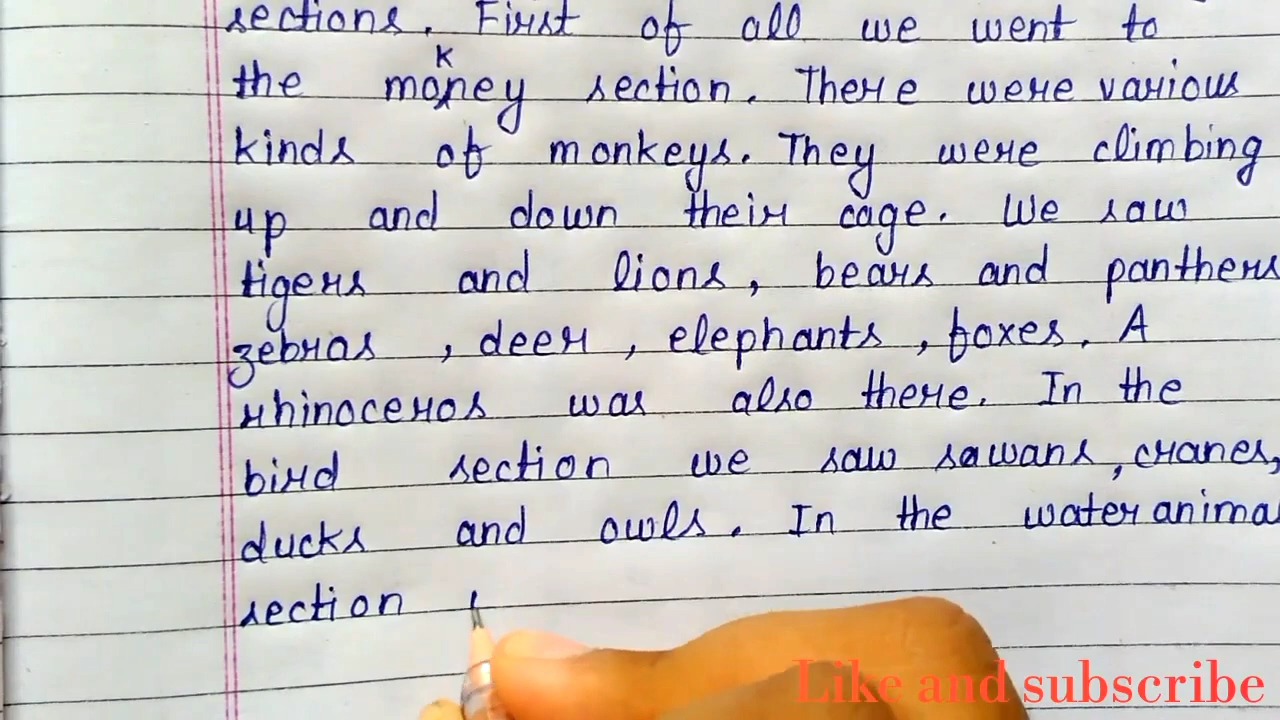 sections. First of all we went to
the mon^key section. There were various
kinds of monkeys. They were climbing
up and down their cage. We saw
tigers and lions, bears and panthers
zebras, deer, elephants, foxes. A
rhinoceros was also there. In the
bird section we saw sawans, cranes,
ducks and owls. In the water anima
section
Like and subscribe